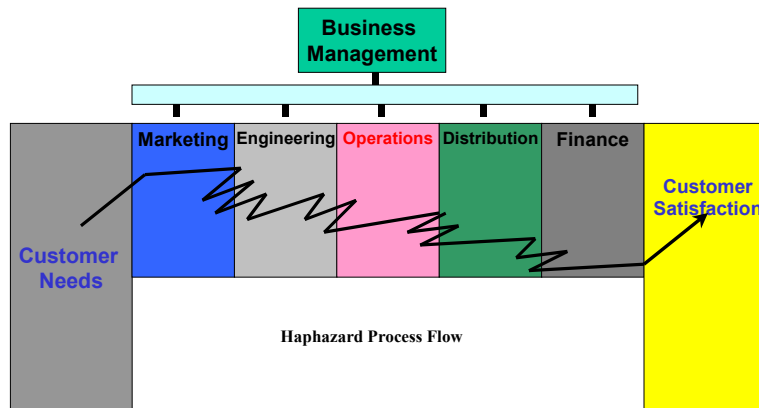 Business
Management
Marketing
Engineering
Operations
Distribution
Finance
Customer
Needs
Customer
Satisfaction
Haphazard Process Flow